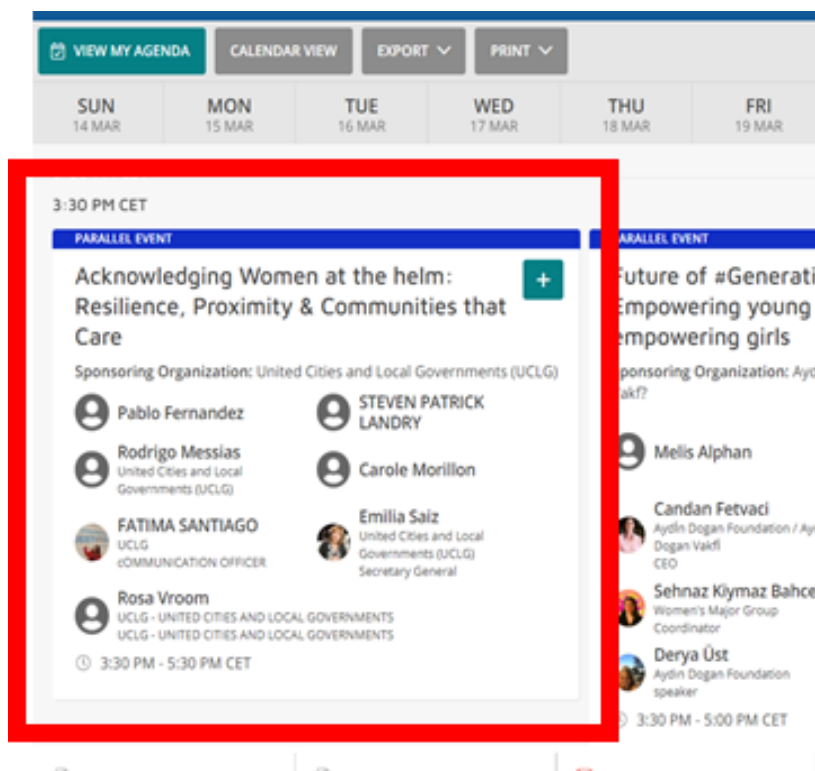 VIEW MY AGENDA
CALENDAR VIEW
EXPORT
PRINT
SUN
14 MAR
MON
15 MAR
TUE
16 MAR
WED
17 MAR
THU
18 MAR
FRI
19 MAR
3:30 PM CET
PARALLEL EVENT
Acknowledging Women at the helm:
Resilience, Proximity & Communities that
Care
Sponsoring Organization: United Cities and Local Governments (UCLG)
Pablo Fernandez
STEVEN PATRICK
LANDRY
Rodrigo Messias
United Cities and Local
Governments (UCLG)
Carole Morillon
FATIMA SANTIAGO
UCLG
cOMMUNICATION OFFICER
Emilia Saiz
United Cities and Local
Governments (UCLG)
Secretary General
Rosa Vroom
UCLG - UNITED CITIES AND LOCAL GOVERNMENTS
UCLG - UNITED CITIES AND LOCAL GOVERNMENTS
3:30 PM - 5:30 PM CET
ARALLEL EVENT
Future of #Generati
Empowering young
empowering girls
ponsoring Organization: Ayd
akf?
Melis Alphan
Candan Fetvaci
Aydin Dogan Foundation / Ay
Dogan Vakfi
CEO
Sehnaz Kiymaz Bahce
Women's Major Group
Coordinator
Derya Üst
Aydin Dogan Foundation
speaker
3:30 PM - 5:00 PM CET